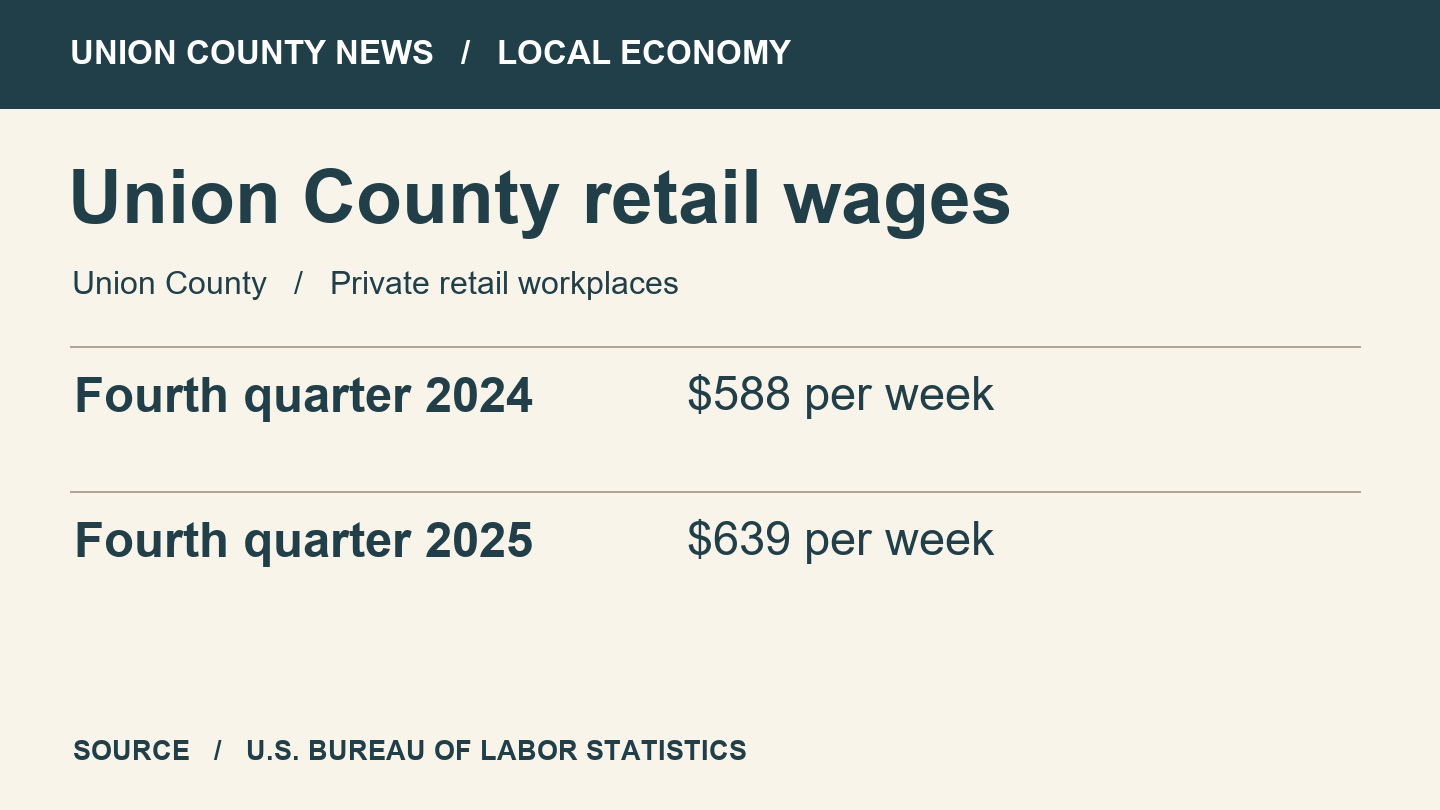 UNION COUNTY NEWS / LOCAL ECONOMY
Union County retail wages
Union County / Private retail workplaces
Fourth quarter 2024 $588 per week
Fourth quarter 2025 $639 per week
SOURCE / U.S. BUREAU OF LABOR STATISTICS